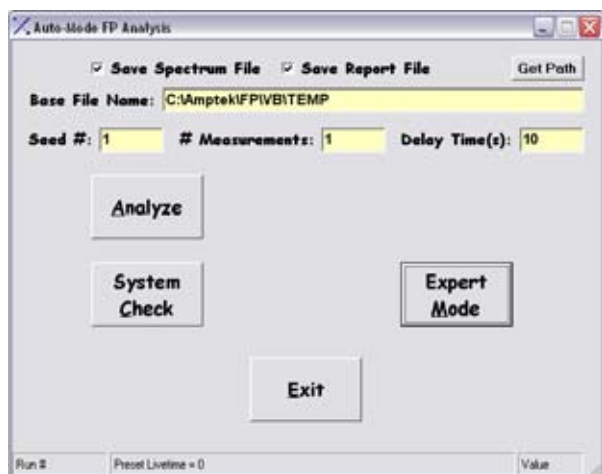 Auto-Mode FP Analysis
Save Spectrum File Save Report File Get Path
Base File Name: C:\Amptek\FP\VB\TEMP
Seed #: 1 # Measurements: 1 Delay Time(s): 10
Analyze
System
Check
Expert
Mode
Exit
Run # Preset Livetime = 0 Value